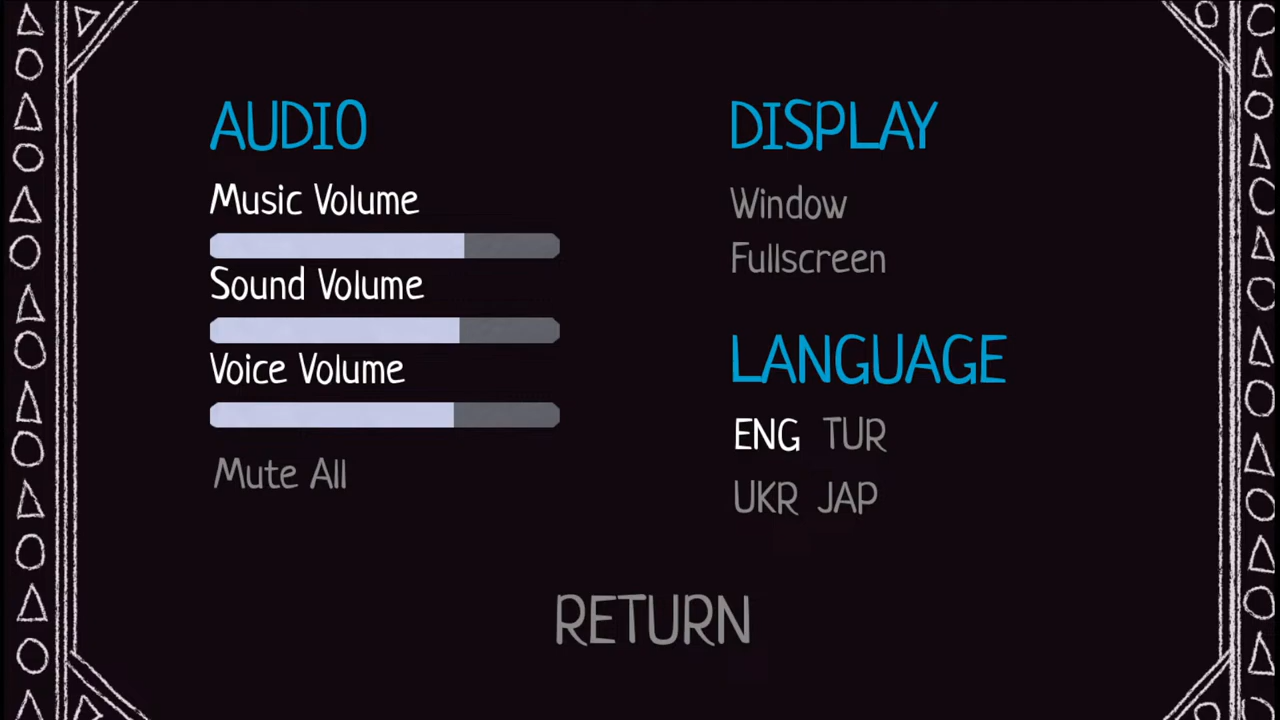 AUDIO
Music Volume
Sound Volume
Voice Volume
Mute All
DISPLAY
Window
Fullscreen
LANGUAGE
ENG TUR
UKR JAP
RETURN